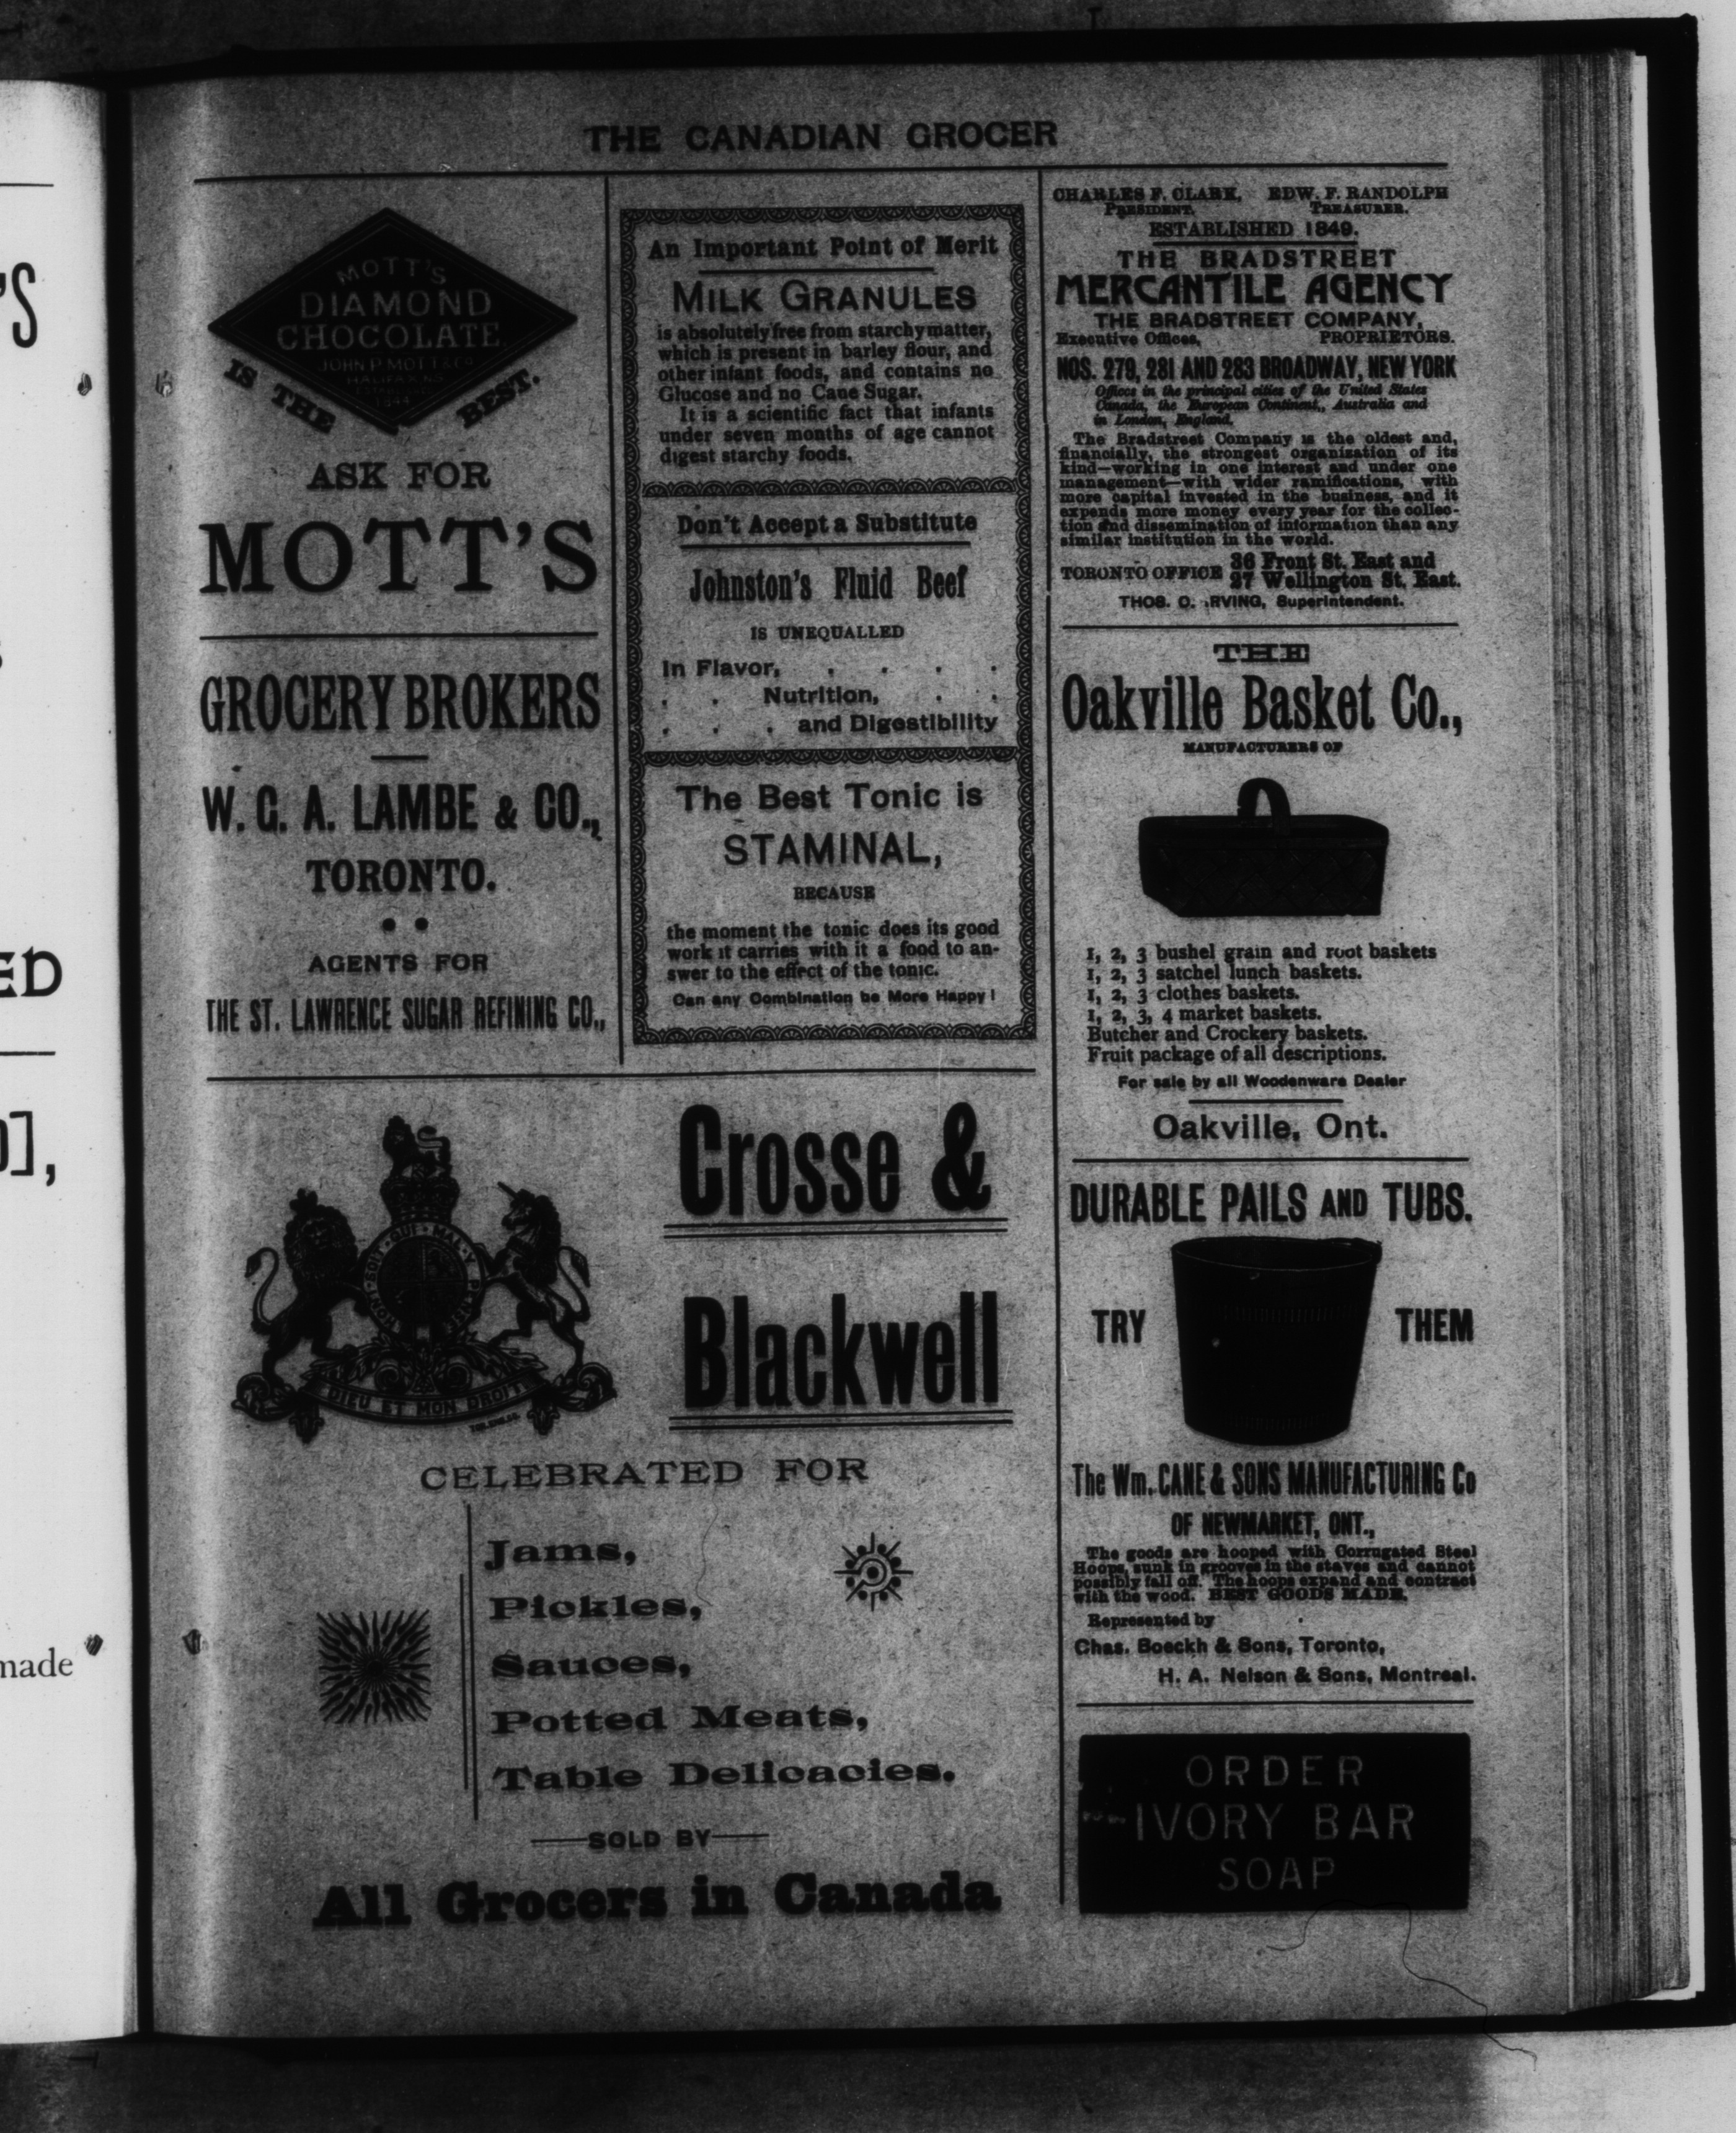 THE CANADIAN GROCER
MOTT'S
DIAMOND
CHOCOLATE
JOHN P. MOTT & Co
HALIFAX N.S.
IS THE BEST.
ASK FOR
MOTT'S
GROCERY BROKERS
W. G. A. LAMBE & CO.,
TORONTO.
AGENTS FOR
THE ST. LAWRENCE SUGAR REFINING CO.,
An Important Point of Merit
MILK GRANULES
is absolutely free from starchy matter,
which is present in barley flour, and
other infant foods, and contains no
Glucose and no Cane Sugar.
It is a scientific fact that infants
under seven months of age cannot
digest starchy foods.
Don't Accept a Substitute
Johnston's Fluid Beef
IS UNEQUALLED
In Flavor, . . . .
. . Nutrition, . .
. . . and Digestibility
The Best Tonic is
STAMINAL,
BECAUSE
the moment the tonic does its good
work it carries with it a food to an-
swer to the effect of the tonic.
Can any Combination be More Happy!
CHARLES F. CLARK, EDW. F. RANDOLPH
PRESIDENT. TREASURER.
ESTABLISHED 1849.
THE BRADSTREET
MERCANTILE AGENCY
THE BRADSTREET COMPANY,
Executive Offices, PROPRIETORS.
NOS. 279, 281 AND 283 BROADWAY, NEW YORK
Offices in the principal cities of the United States
Canada, the European Continent,, Australia and
in London, England.
The Bradstreet Company is the oldest and,
financially, the strongest organization of its
kind—working in one interest and under one
management—with wider ramifications, with
more capital invested in the business, and it
expends more money every year for the collec-
tion and dissemination of information than any
similar institution in the world.
TORONTO OFFICE 36 Front St. East and
27 Wellington St. East.
THOS. C. IRVING, Superintendent.
THE
Oakville Basket Co.,
MANUFACTURERS OF
1, 2, 3 bushel grain and root baskets
1, 2, 3 satchel lunch baskets.
1, 2, 3 clothes baskets.
1, 2, 3, 4 market baskets.
Butcher and Crockery baskets.
Fruit package of all descriptions.
For sale by all Woodenware Dealer
Oakville, Ont.
DURABLE PAILS AND TUBS.
TRY THEM
The Wm. CANE & SONS MANUFACTURING Co
OF NEWMARKET, ONT.,
The goods are hooped with Corrugated Steel
Hoops, sunk in grooves in the staves and cannot
possibly fall off. The hoops expand and contract
with the wood. BEST GOODS MADE.
Represented by
Chas. Boeckh & Sons, Toronto,
H. A. Nelson & Sons, Montreal.
ORDER
IVORY BAR
SOAP
HONI·SOIT·QUI·MAL·Y·PENSE
DIEU ET MON DROIT
Crosse &
Blackwell
CELEBRATED FOR
Jams,
Pickles,
Sauces,
Potted Meats,
Table Delicacies.
—SOLD BY—
All Grocers in Canada
'S
ED
],
made